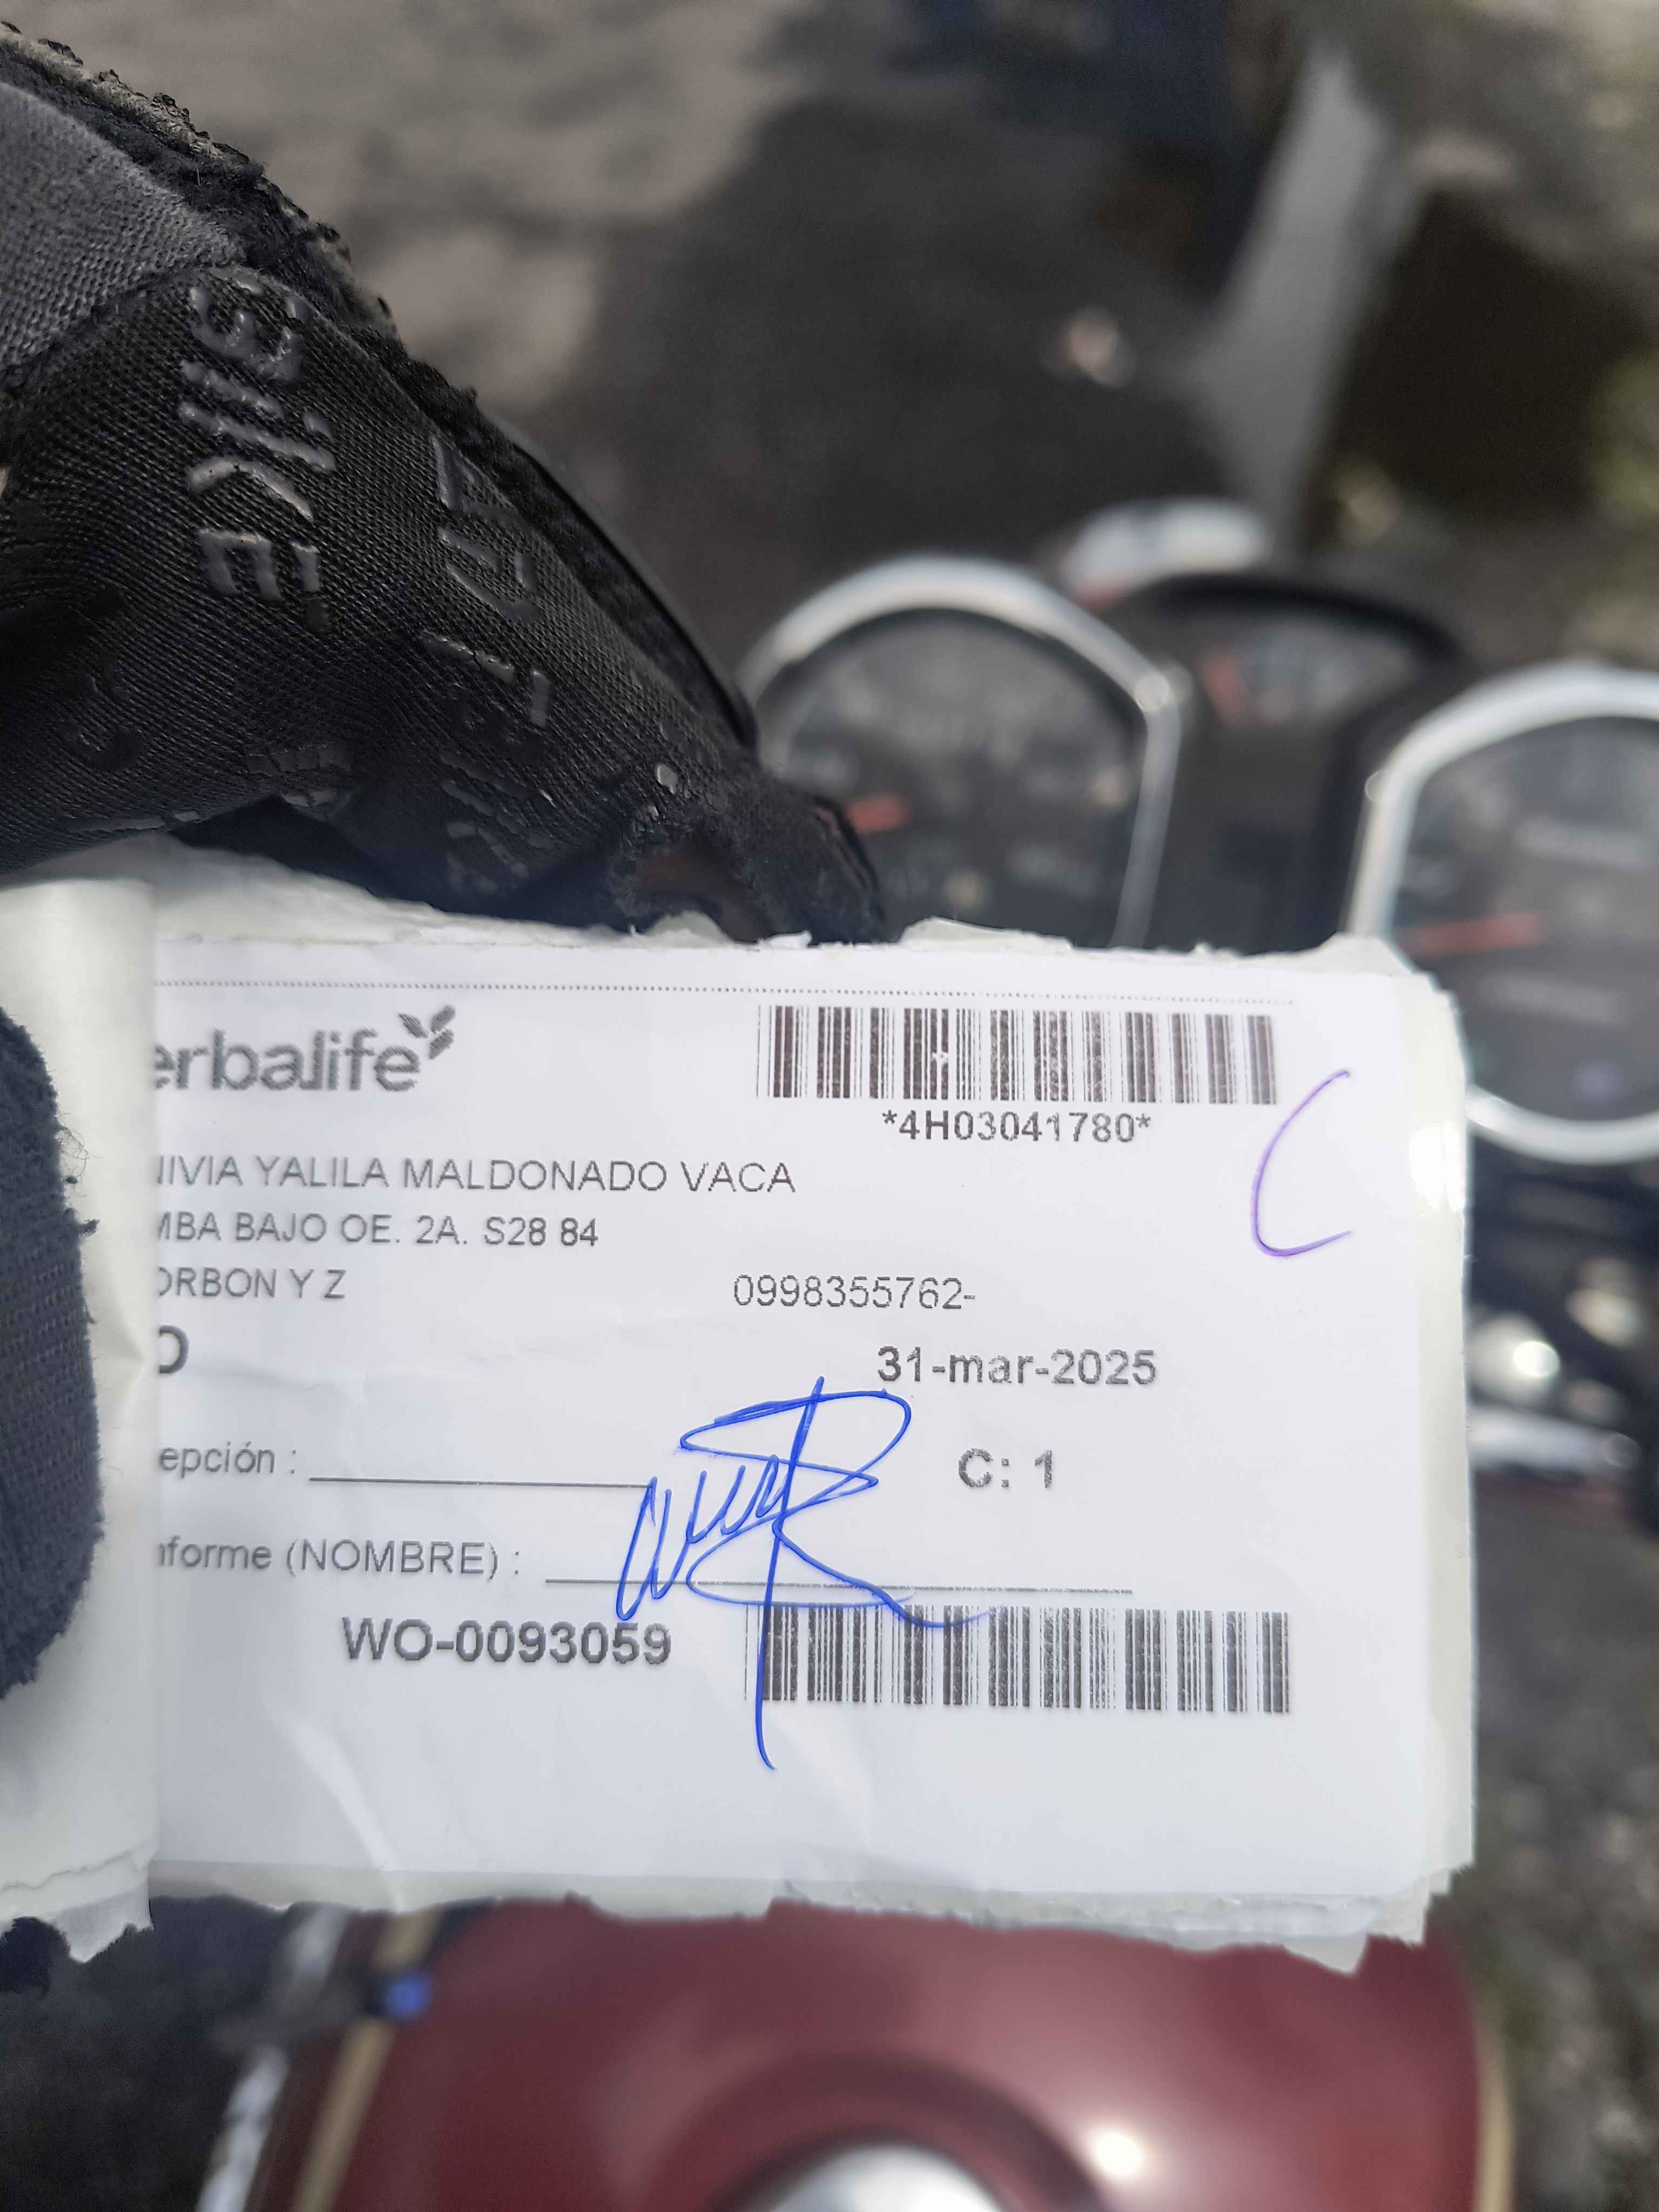 erbalife
*4H03041780*
NIVIA YALILA MALDONADO VACA
MBA BAJO OE. 2A. S28 84
ORBON Y Z
0998355762-
O
31-mar-2025
epción :
C: 1
nforme (NOMBRE) :
WO-0093059